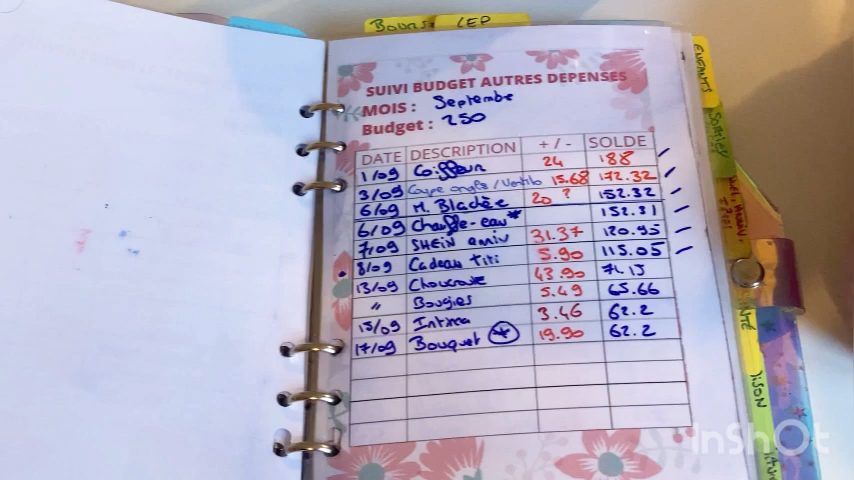 BOURS LEP
SUIVI BUDGET AUTRES DEPENSES
MOIS : Septembre
Budget : 250
DATE DESCRIPTION +/- SOLDE
1/09 Coiffeur 24 188
3/09 Coupe ongle / Ventilo 15.68 172.32
6/09 M. Bladèe 20 ? 152.32
6/09 Chauffe-eau* 152.31
7/09 SHEIN 31.37 120.95
8/09 Cadeau Titi 5.90 115.05
13/09 Choucroute 43.90 71.15
" Bougies 5.49 65.66
15/09 Intima 3.46 62.2
17/09 Bouquet * 19.90 62.2
ENFANTS
InShOt